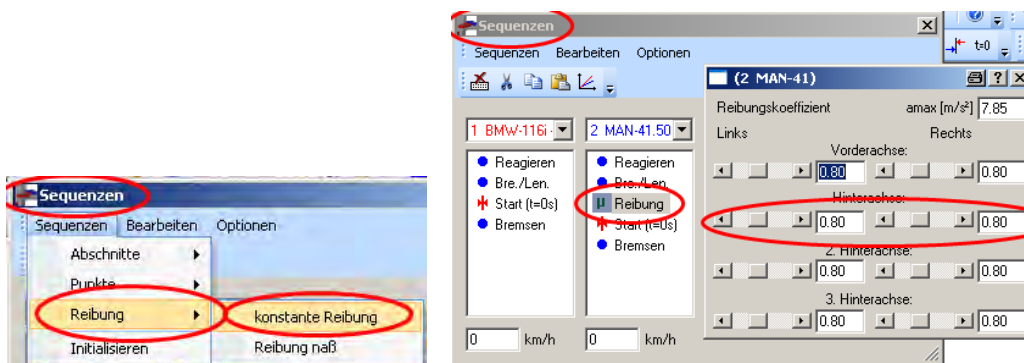 Sequenzen
Sequenzen Bearbeiten Optionen
Abschnitte
Punkte
Reibung
konstante Reibung
Initialisieren
Reibung naß
Sequenzen
Sequenzen Bearbeiten Optionen
t=0
1 BMW-116i - 2 MAN-41.50
Reagieren
Bre./Len.
Start (t=0s)
Bremsen
Reagieren
Bre./Len.
µ Reibung
Start (t=0s)
Bremsen
0 km/h 0 km/h
(2 MAN-41)
Reibungskoeffizient amax [m/s²] 7.85
Links Rechts
Vorderachse:
0.80 0.80
Hinterachse:
0.80 0.80
2. Hinterachse:
0.80 0.80
3. Hinterachse:
0.80 0.80